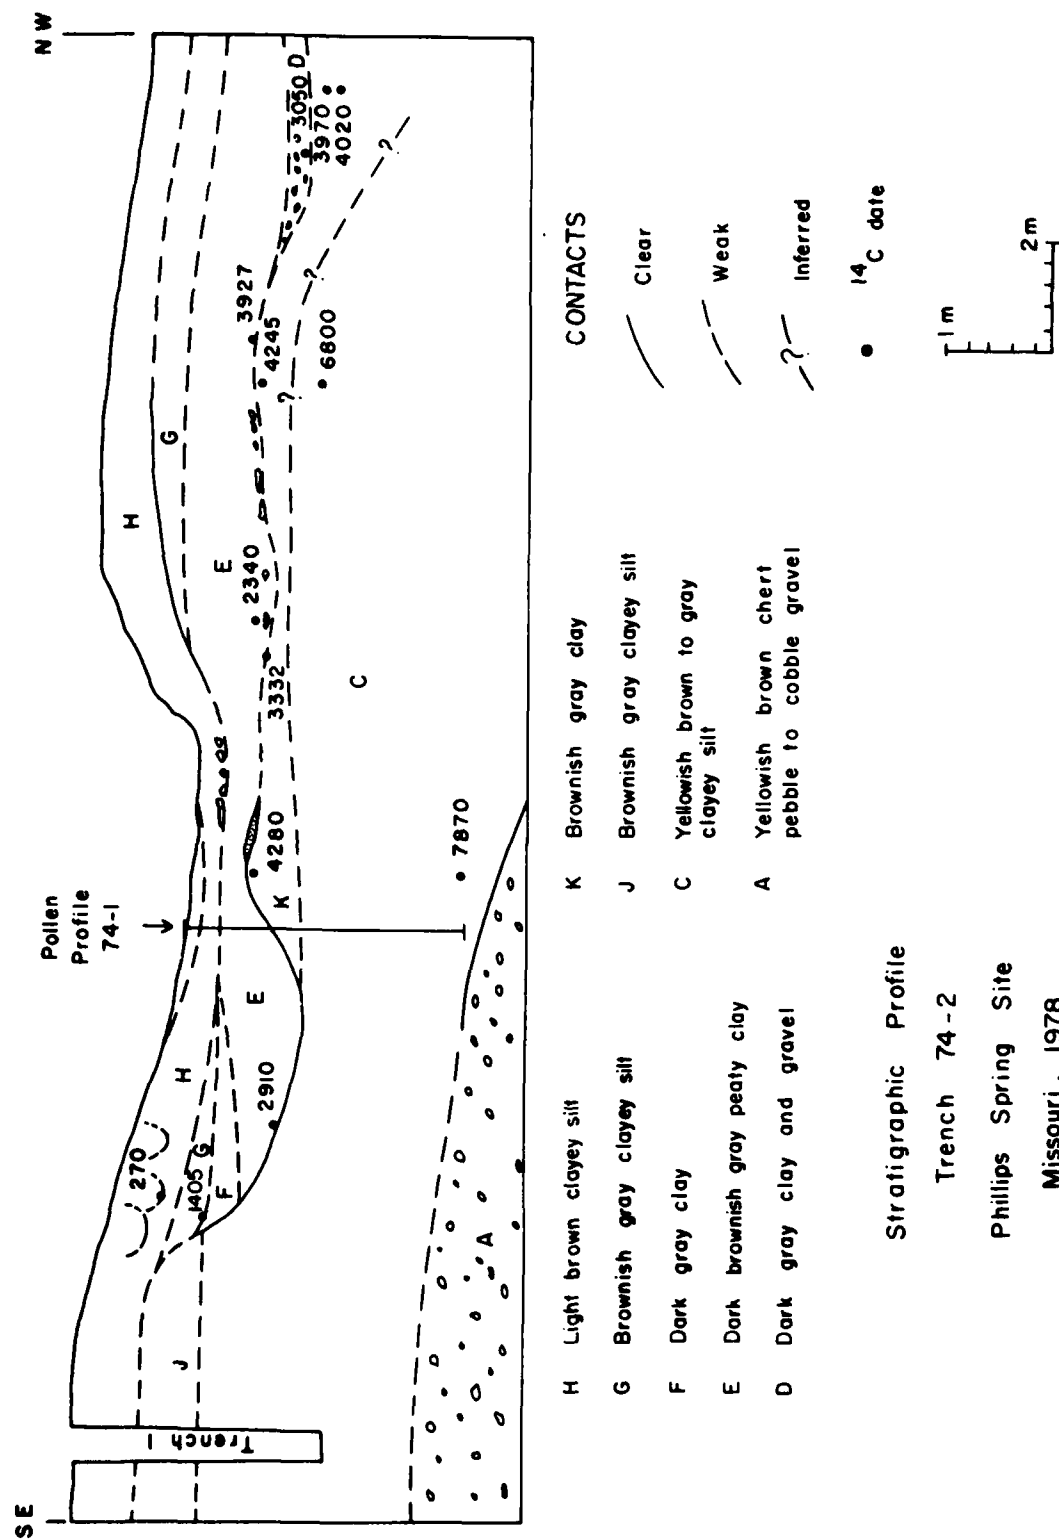 SE
NW
Pollen
Profile
74-1
Trench 1
J
270
1405
G
F
H
2910
E
A
K
4280
7870
3332
2340
E
C
H
G
4245
3927
6800
?
?
?
3050
D
3970
4020
H Light brown clayey silt
G Brownish gray clayey silt
F Dark gray clay
E Dark brownish gray peaty clay
D Dark gray clay and gravel
K Brownish gray clay
J Brownish gray clayey silt
C Yellowish brown to gray
clayey silt
A Yellowish brown chert
pebble to cobble gravel
CONTACTS
Clear
Weak
? Inferred
14C date
1m
2m
Stratigraphic Profile
Trench 74-2
Phillips Spring Site
Missouri, 1978